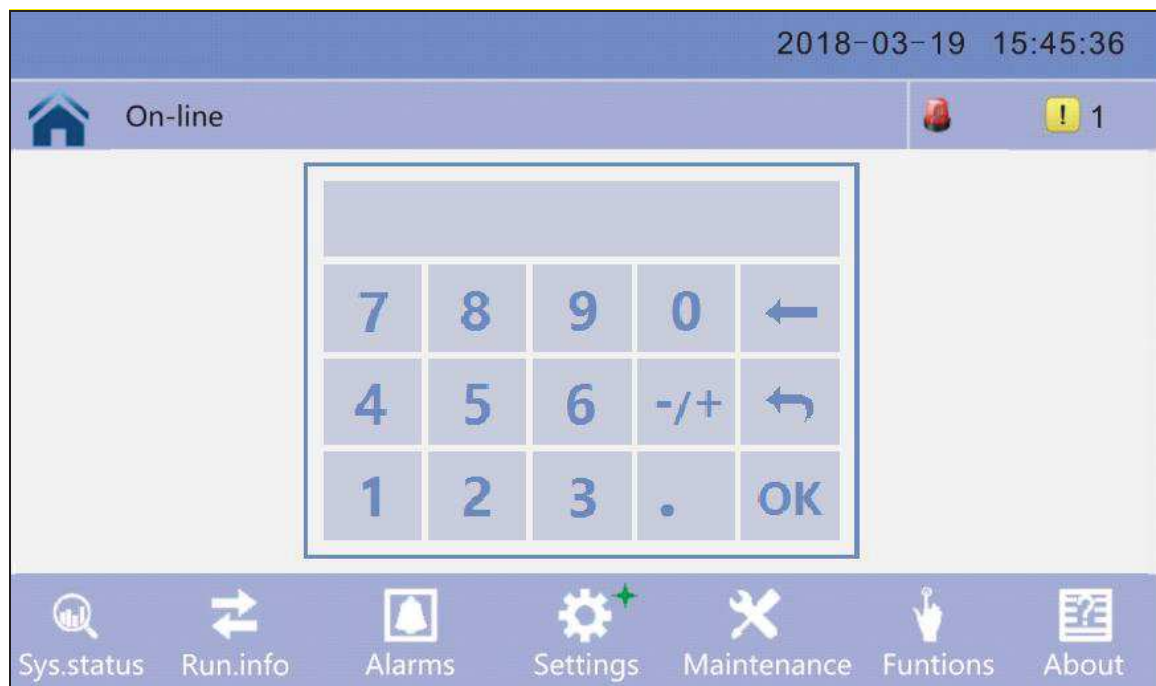 2018-03-19 15:45:36
On-line
! 1
7 8 9 0
4 5 6 -/+
1 2 3 . OK
Sys.status Run.info Alarms Settings Maintenance Funtions About